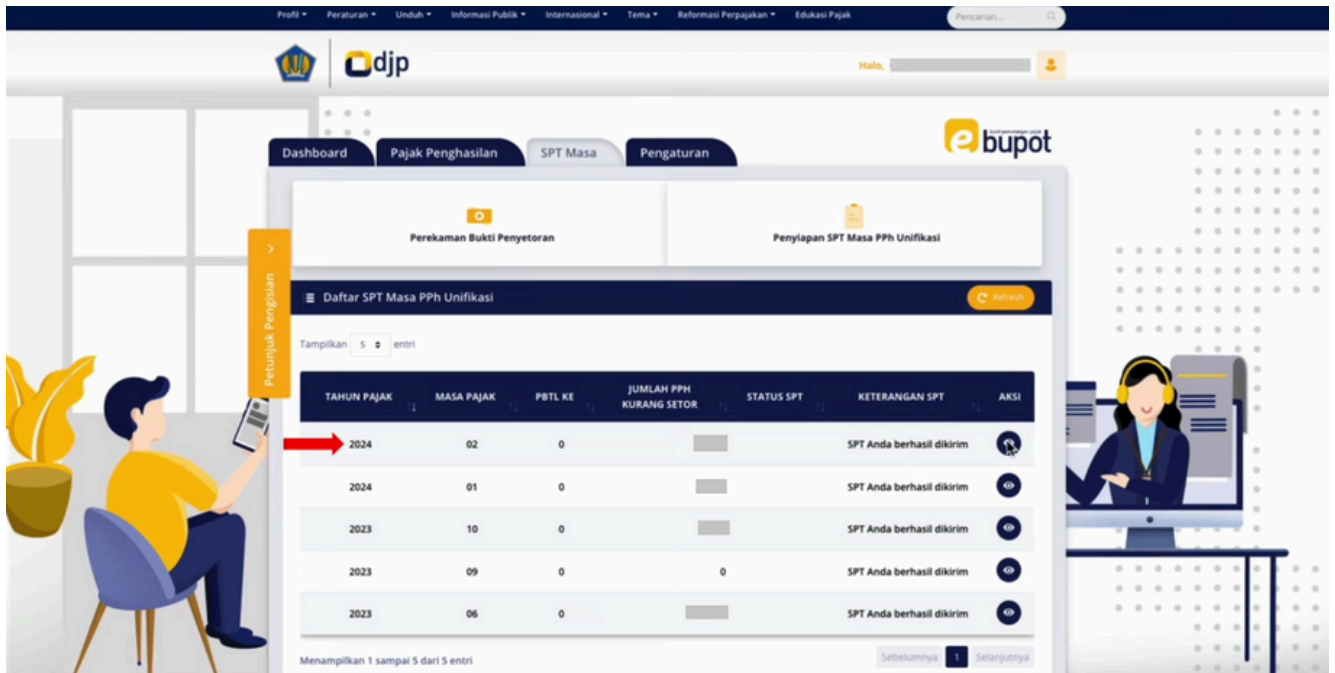 Profil Peraturan Unduh Informasi Publik Internasional Tema Reformasi Perpajakan Edukasi Pajak Pencarian...
djp
Halo,
e bupot
Dashboard Pajak Penghasilan SPT Masa Pengaturan
Perekaman Bukti Penyetoran Penyiapan SPT Masa PPh Unifikasi
Petunjuk Pengisian
Daftar SPT Masa PPh Unifikasi Refresh
Tampilkan 5 entri
TAHUN PAJAK MASA PAJAK PBTL KE JUMLAH PPH KURANG SETOR STATUS SPT KETERANGAN SPT AKSI
2024 02 0 SPT Anda berhasil dikirim
2024 01 0 SPT Anda berhasil dikirim
2023 10 0 SPT Anda berhasil dikirim
2023 09 0 0 SPT Anda berhasil dikirim
2023 06 0 SPT Anda berhasil dikirim
Menampilkan 1 sampai 5 dari 5 entri Sebelumnya 1 Selanjutnya